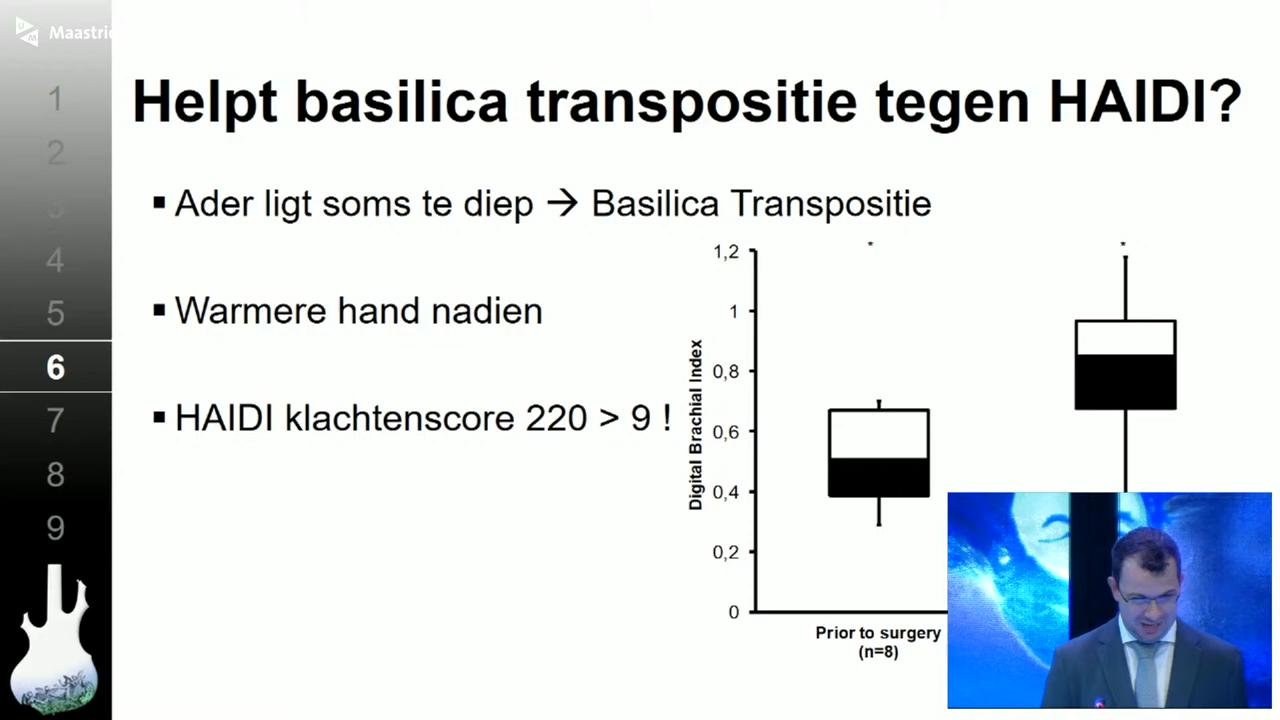 Maastric
Helpt basilica transpositie tegen HAIDI?
1
2
3
4
5
6
7
8
9
▪ Ader ligt soms te diep → Basilica Transpositie
▪ Warmere hand nadien
▪ HAIDI klachtenscore 220 > 9 !
Digital Brachial Index
1,2
1
0,8
0,6
0,4
0,2
0
*
*
Prior to surgery
(n=8)